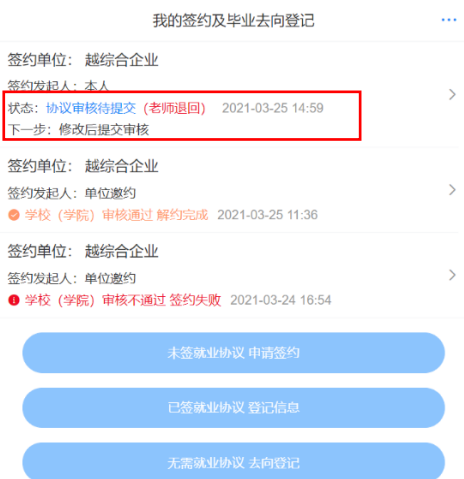 我的签约及毕业去向登记
签约单位： 越综合企业
签约发起人：本人
状态：协议审核待提交（老师退回） 2021-03-25 14:59
下一步：修改后提交审核
签约单位： 越综合企业
签约发起人：单位邀约
学校（学院）审核通过 解约完成 2021-03-25 11:36
签约单位： 越综合企业
签约发起人：单位邀约
学校（学院）审核不通过 签约失败 2021-03-24 16:54
未签就业协议 申请签约
已签就业协议 登记信息
无需就业协议 去向登记